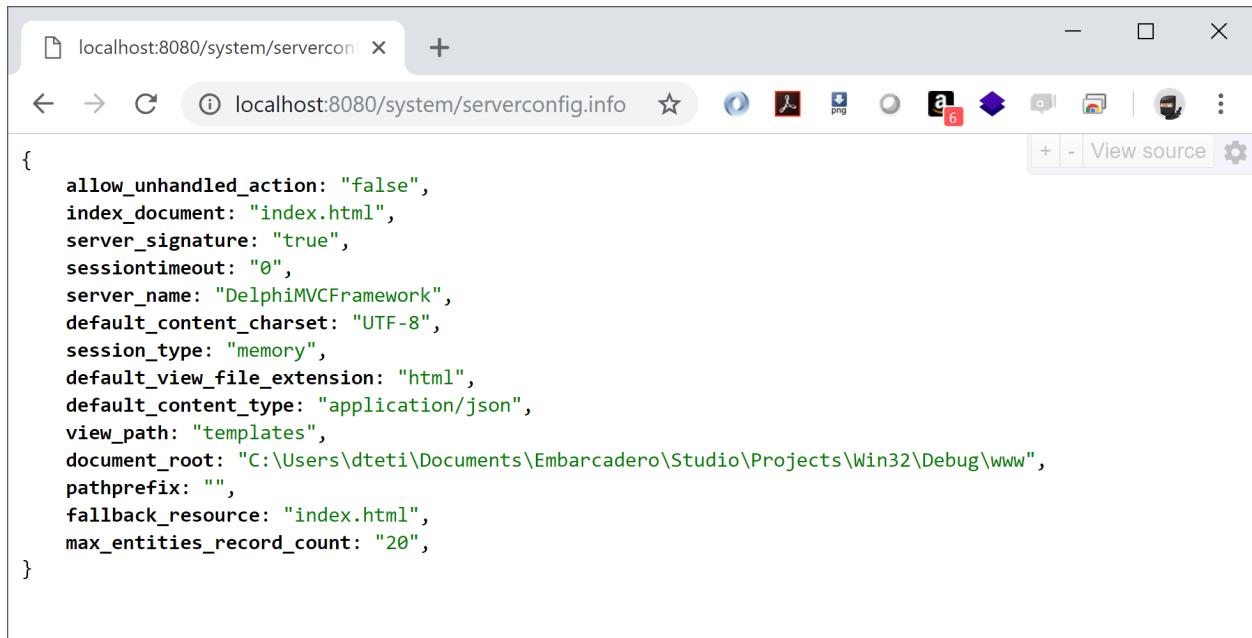 localhost:8080/system/servercon
localhost:8080/system/serverconfig.info
png
a
6
+ - View source
{
allow_unhandled_action: "false",
index_document: "index.html",
server_signature: "true",
sessiontimeout: "0",
server_name: "DelphiMVCFramework",
default_content_charset: "UTF-8",
session_type: "memory",
default_view_file_extension: "html",
default_content_type: "application/json",
view_path: "templates",
document_root: "C:\Users\dteti\Documents\Embarcadero\Studio\Projects\Win32\Debug\www",
pathprefix: "",
fallback_resource: "index.html",
max_entities_record_count: "20",
}